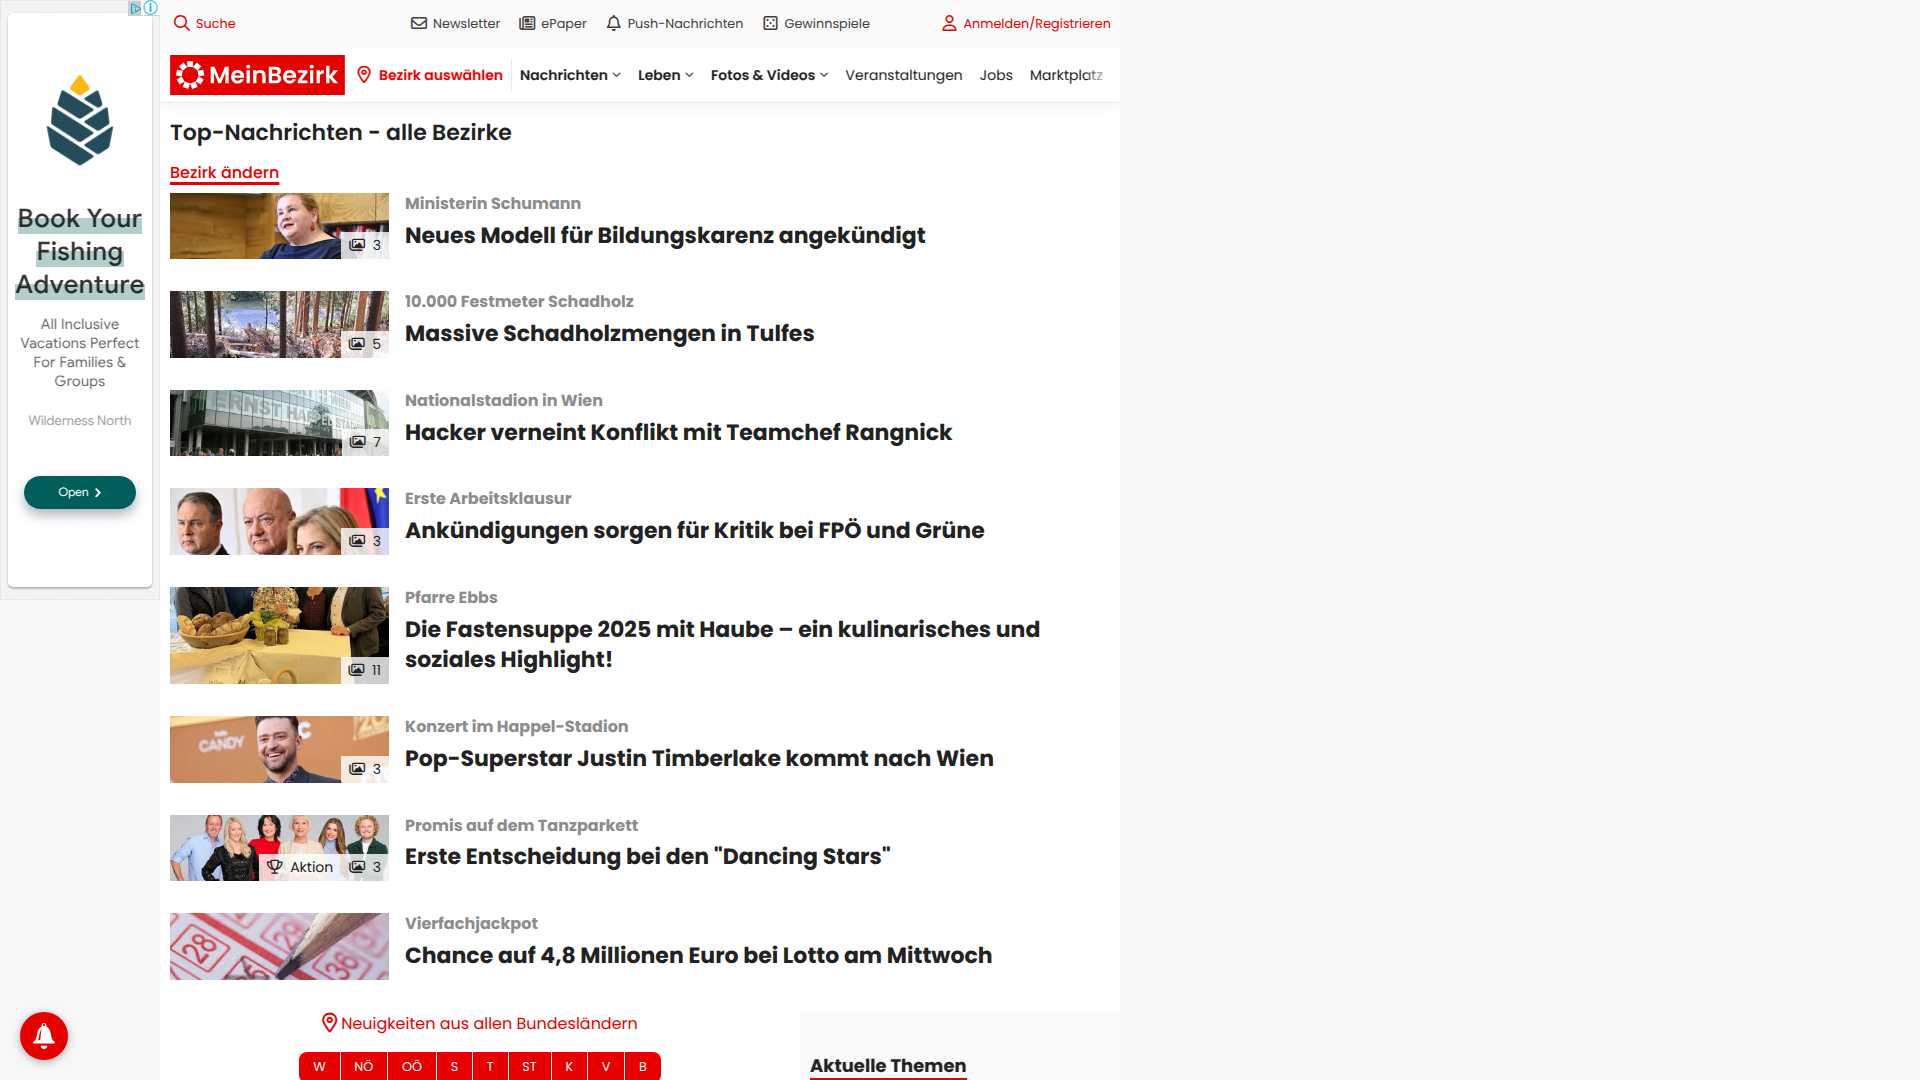 Suche
Newsletter
ePaper
Push-Nachrichten
Gewinnspiele
Anmelden/Registrieren
MeinBezirk
Bezirk auswählen
Nachrichten
Leben
Fotos & Videos
Veranstaltungen
Jobs
Marktplatz
Book Your
Fishing
Adventure
All Inclusive
Vacations Perfect
For Families &
Groups
Wilderness North
Open
Top-Nachrichten - alle Bezirke
Bezirk ändern
3
Ministerin Schumann
Neues Modell für Bildungskarenz angekündigt
5
10.000 Festmeter Schadholz
Massive Schadholzmengen in Tulfes
ERNST HAPPEL STAD
7
Nationalstadion in Wien
Hacker verneint Konflikt mit Teamchef Rangnick
3
Erste Arbeitsklausur
Ankündigungen sorgen für Kritik bei FPÖ und Grüne
11
Pfarre Ebbs
Die Fastensuppe 2025 mit Haube – ein kulinarisches und
soziales Highlight!
CANDY
3
Konzert im Happel-Stadion
Pop-Superstar Justin Timberlake kommt nach Wien
Aktion
3
Promis auf dem Tanzparkett
Erste Entscheidung bei den "Dancing Stars"
28
29
36
Vierfachjackpot
Chance auf 4,8 Millionen Euro bei Lotto am Mittwoch
Neuigkeiten aus allen Bundesländern
W
NÖ
OÖ
S
T
ST
K
V
B
Aktuelle Themen